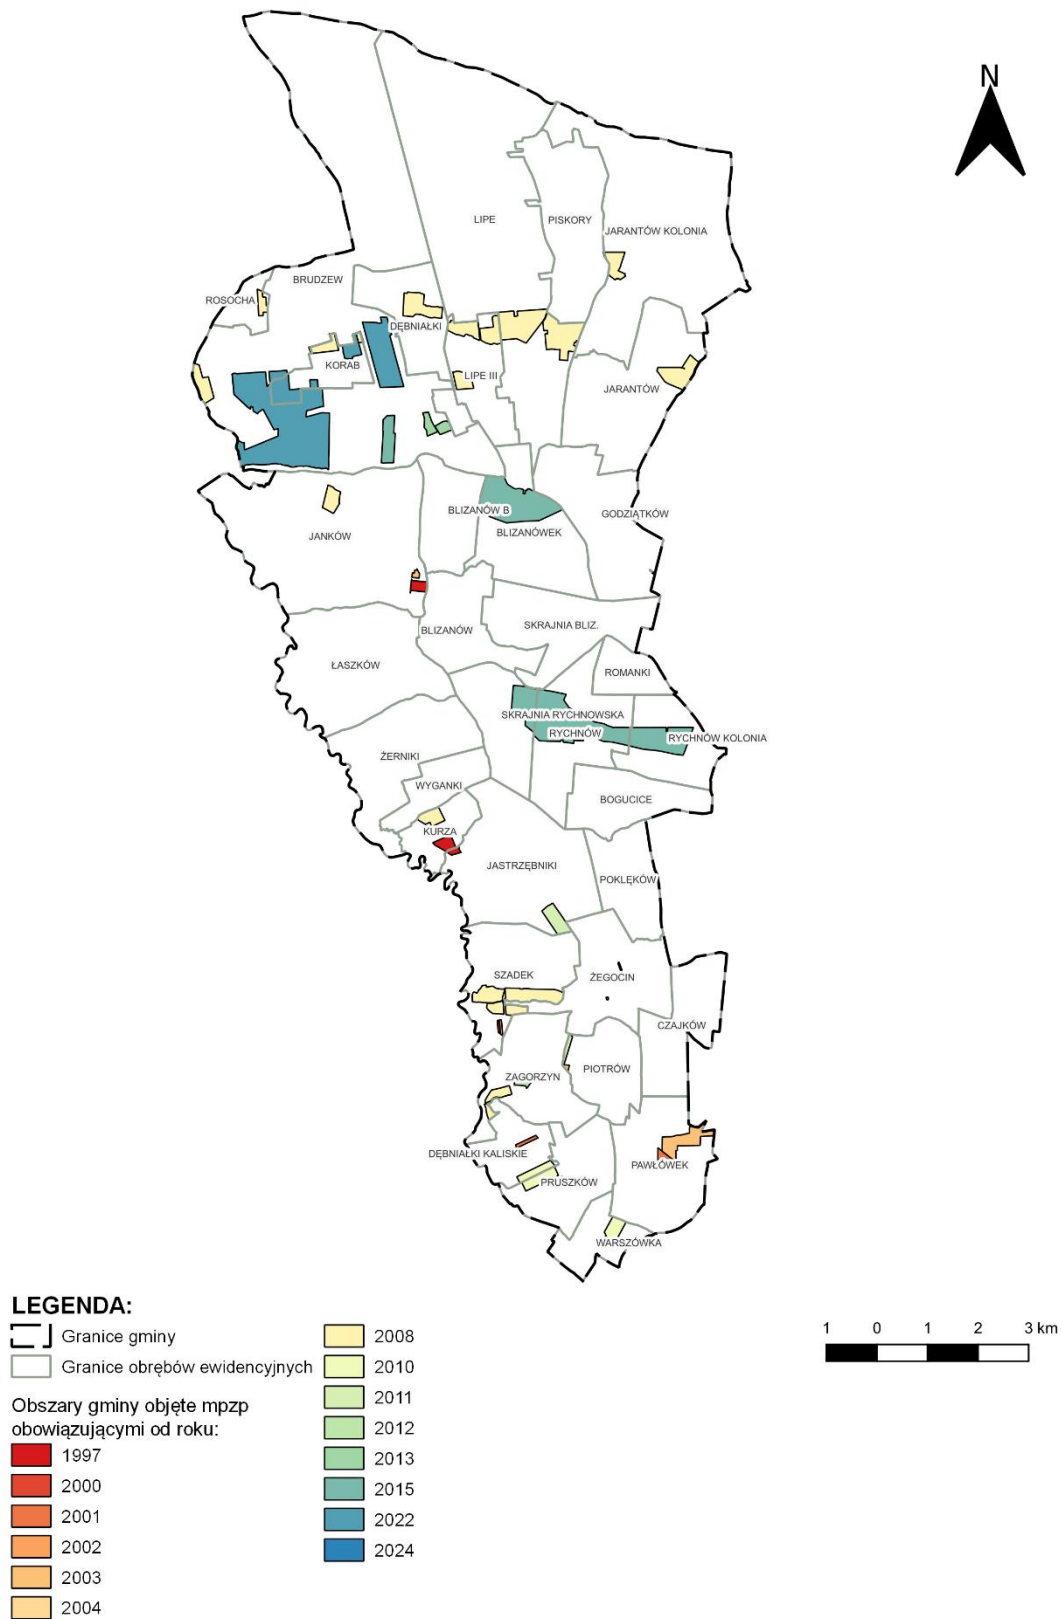 N
LIPE
PISKORY
JARANTÓW KOLONIA
BRUDZEW
ROSOCHA
DĘBNIAŁKI
KORAB
LIPE III
JARANTÓW
BLIZANÓW B
GODZIĄTKÓW
BLIZANÓWEK
JANKÓW
BLIZANÓW
SKRAJNIA BLIZ.
ŁASZKÓW
ROMANKI
SKRAJNIA RYCHNOWSKA
RYCHNÓW
RYCHNÓW KOLONIA
ŻERNIKI
WYGANKI
BOGUCICE
KURZA
JASTRZĘBNIKI
POKLĘKÓW
SZADEK
ŻEGOCIN
CZAJKÓW
ZAGORZYN
PIOTRÓW
DĘBNIAŁKI KALISKIE
PAWŁÓWEK
PRUSZKÓW
WARSZÓWKA
LEGENDA:
Granice gminy
Granice obrębów ewidencyjnych
Obszary gminy objęte mpzp
obowiązującymi od roku:
1997
2000
2001
2002
2003
2004
2008
2010
2011
2012
2013
2015
2022
2024
1 0 1 2 3 km